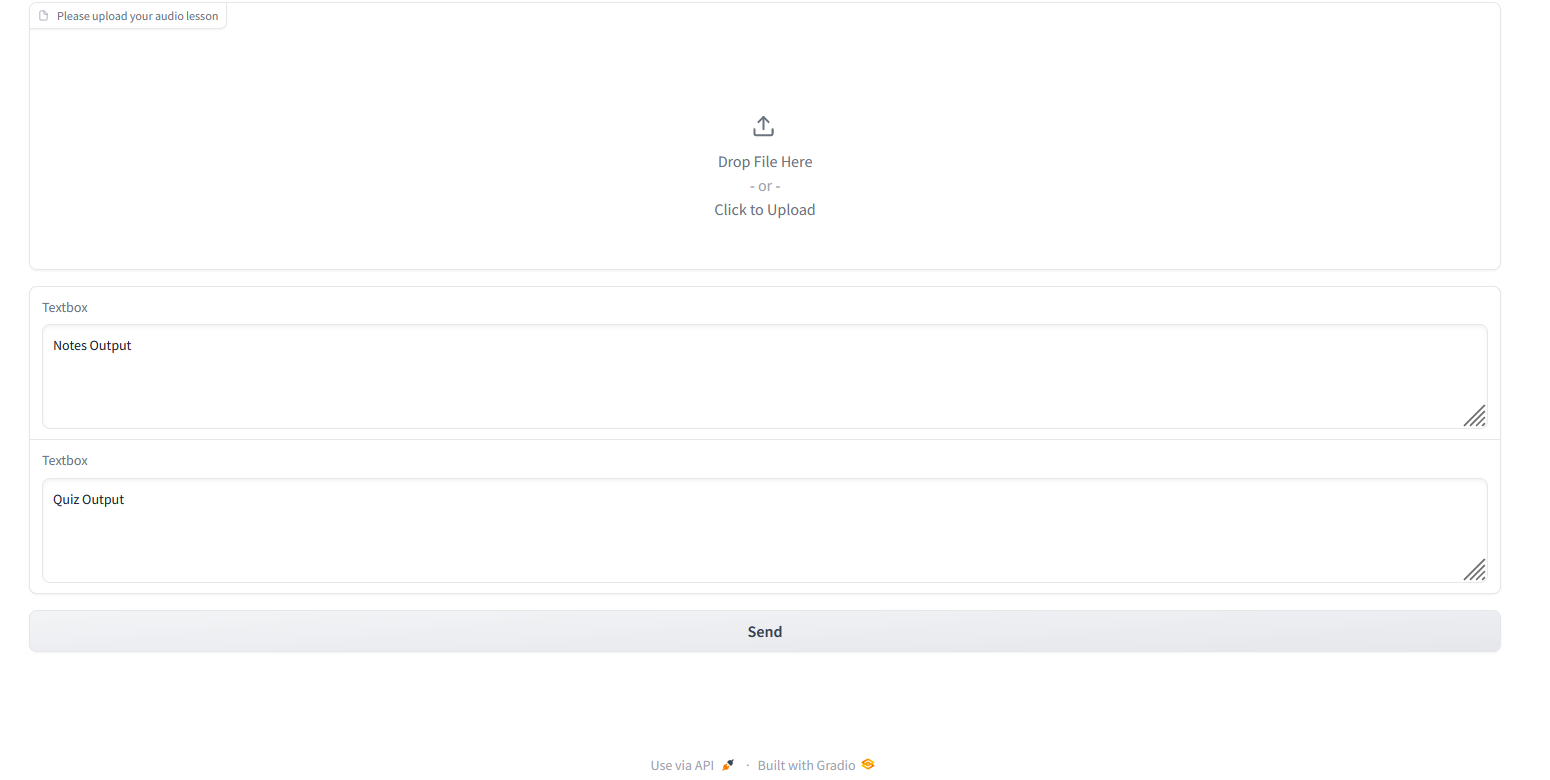 Please upload your audio lesson
Drop File Here
- or -
Click to Upload
Textbox
Notes Output
Textbox
Quiz Output
Send
Use via API · Built with Gradio